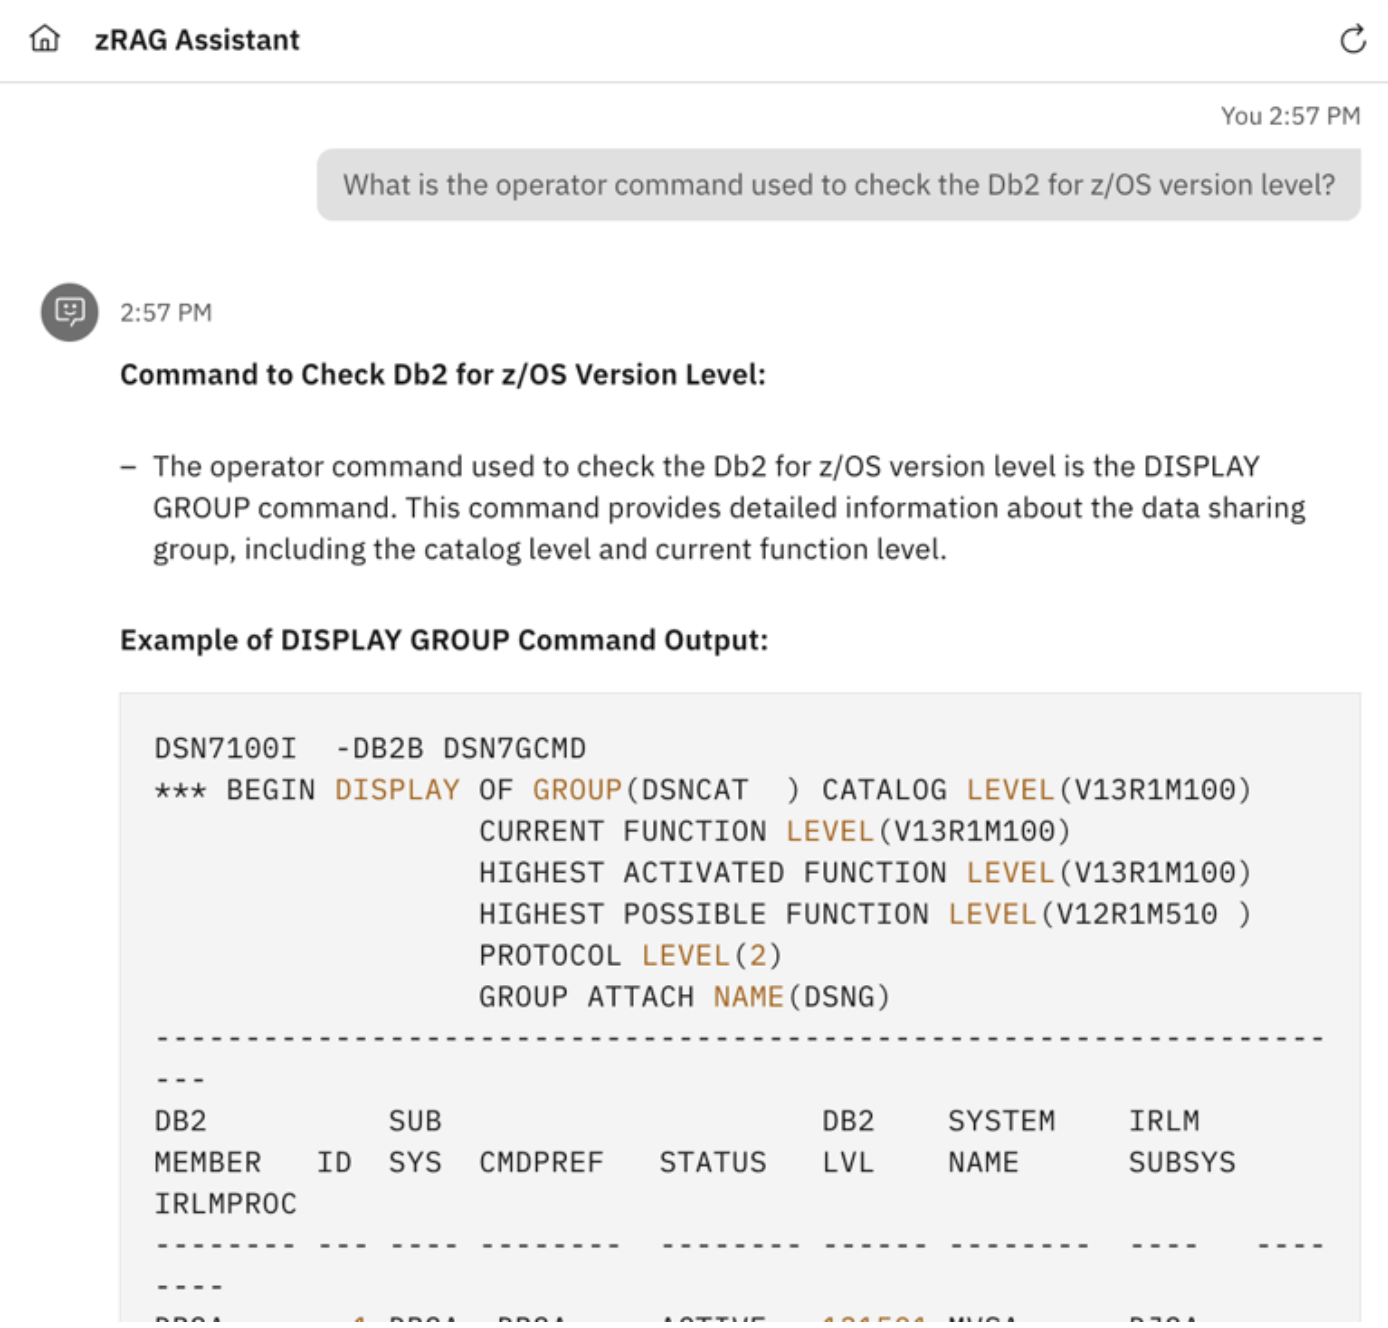 zRAG Assistant
You 2:57 PM
What is the operator command used to check the Db2 for z/OS version level?
2:57 PM
Command to Check Db2 for z/OS Version Level:
– The operator command used to check the Db2 for z/OS version level is the DISPLAY
GROUP command. This command provides detailed information about the data sharing
group, including the catalog level and current function level.
Example of DISPLAY GROUP Command Output:
DSN7100I  -DB2B DSN7GCMD
*** BEGIN DISPLAY OF GROUP(DSNCAT  ) CATALOG LEVEL(V13R1M100)
                  CURRENT FUNCTION LEVEL(V13R1M100)
                  HIGHEST ACTIVATED FUNCTION LEVEL(V13R1M100)
                  HIGHEST POSSIBLE FUNCTION LEVEL(V12R1M510 )
                  PROTOCOL LEVEL(2)
                  GROUP ATTACH NAME(DSNG)
-----------------------------------------------------------------
---
DB2          SUB                     DB2    SYSTEM    IRLM
MEMBER   ID  SYS  CMDPREF   STATUS   LVL    NAME      SUBSYS
IRLMPROC
-------- --- ---- --------  -------- ------ --------  ----   ----
----